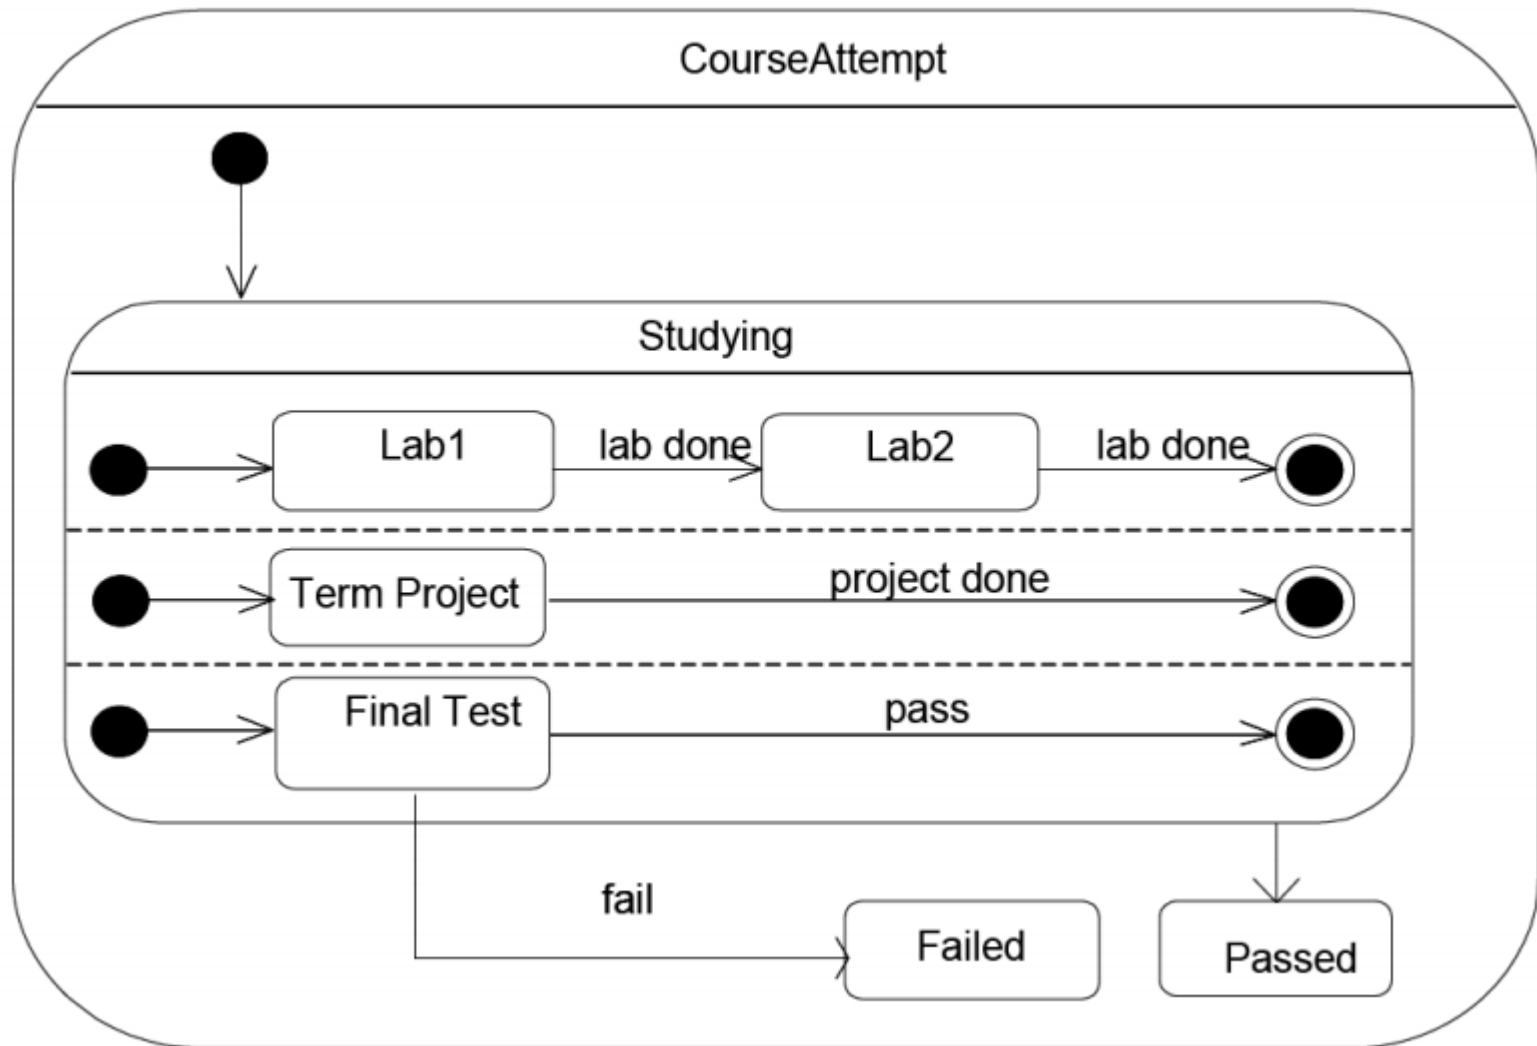 CourseAttempt
Studying
Lab1
lab done
Lab2
lab done
Term Project
project done
Final Test
pass
fail
Failed
Passed